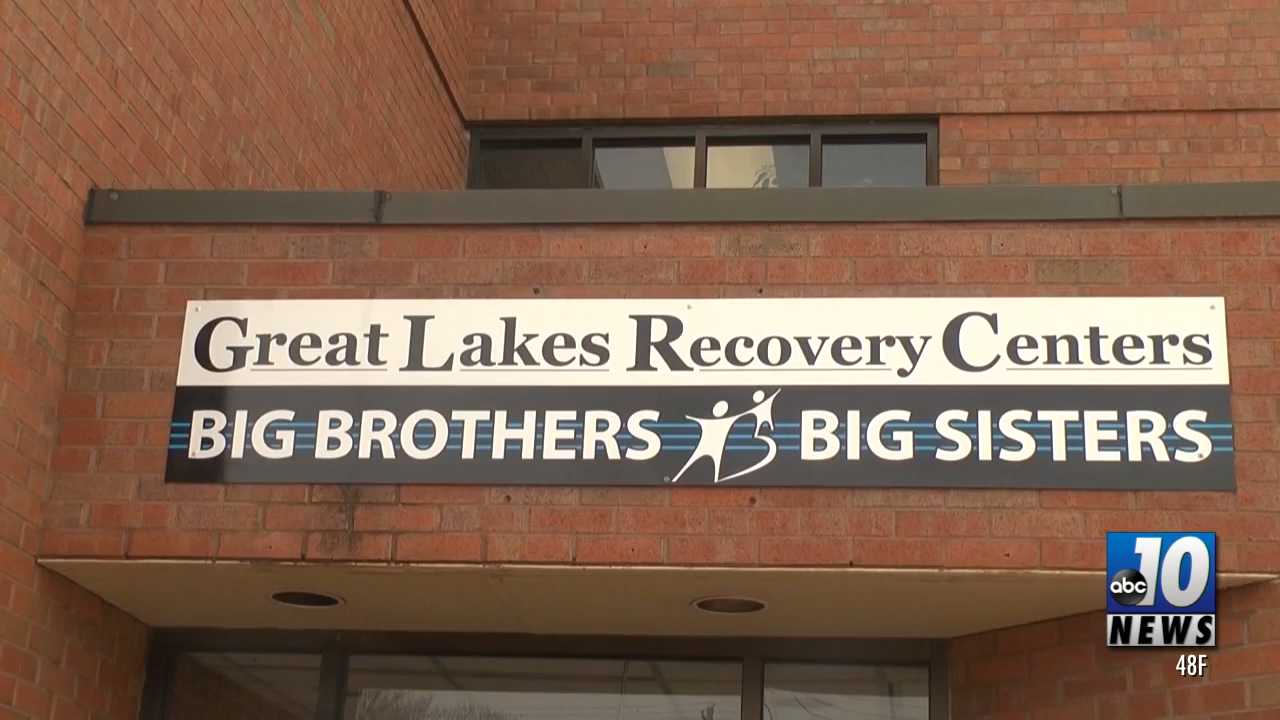 Great Lakes Recovery Centers
BIG BROTHERS BIG SISTERS
abc 10
NEWS
48F